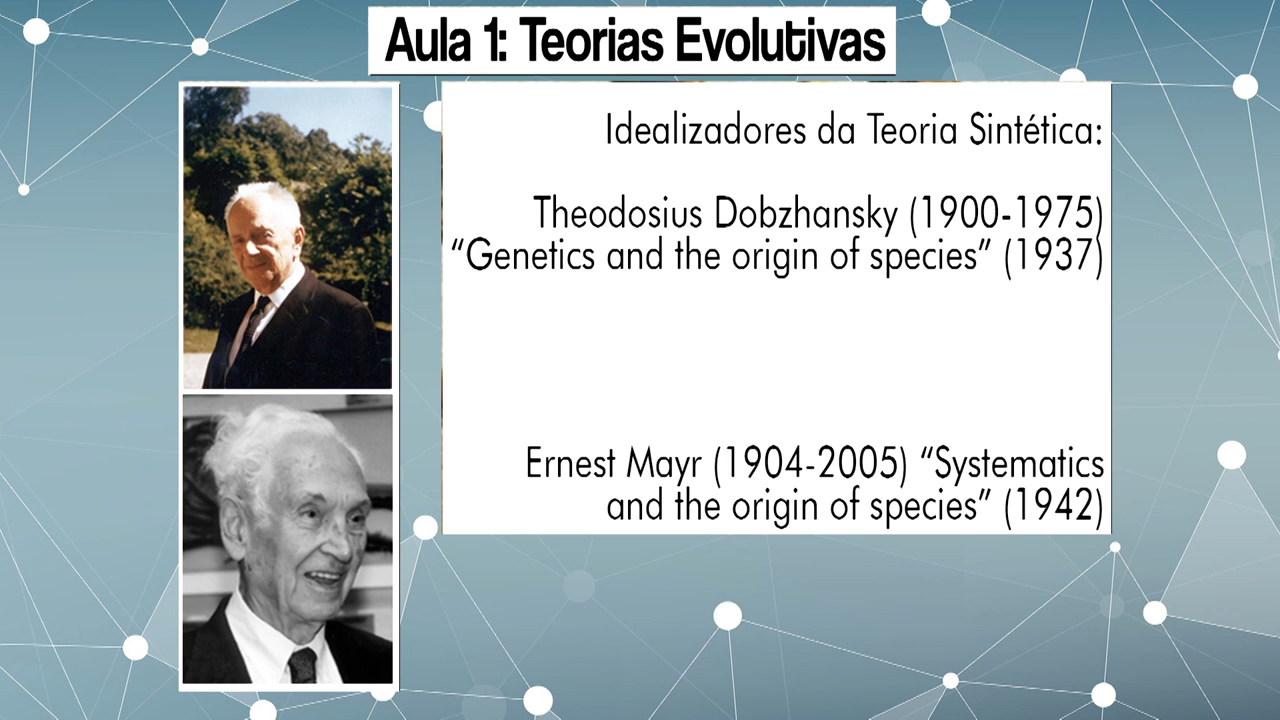 Aula 1: Teorias Evolutivas
Idealizadores da Teoria Sintética:
Theodosius Dobzhansky (1900-1975)
“Genetics and the origin of species” (1937)
Ernest Mayr (1904-2005) “Systematics
and the origin of species” (1942)